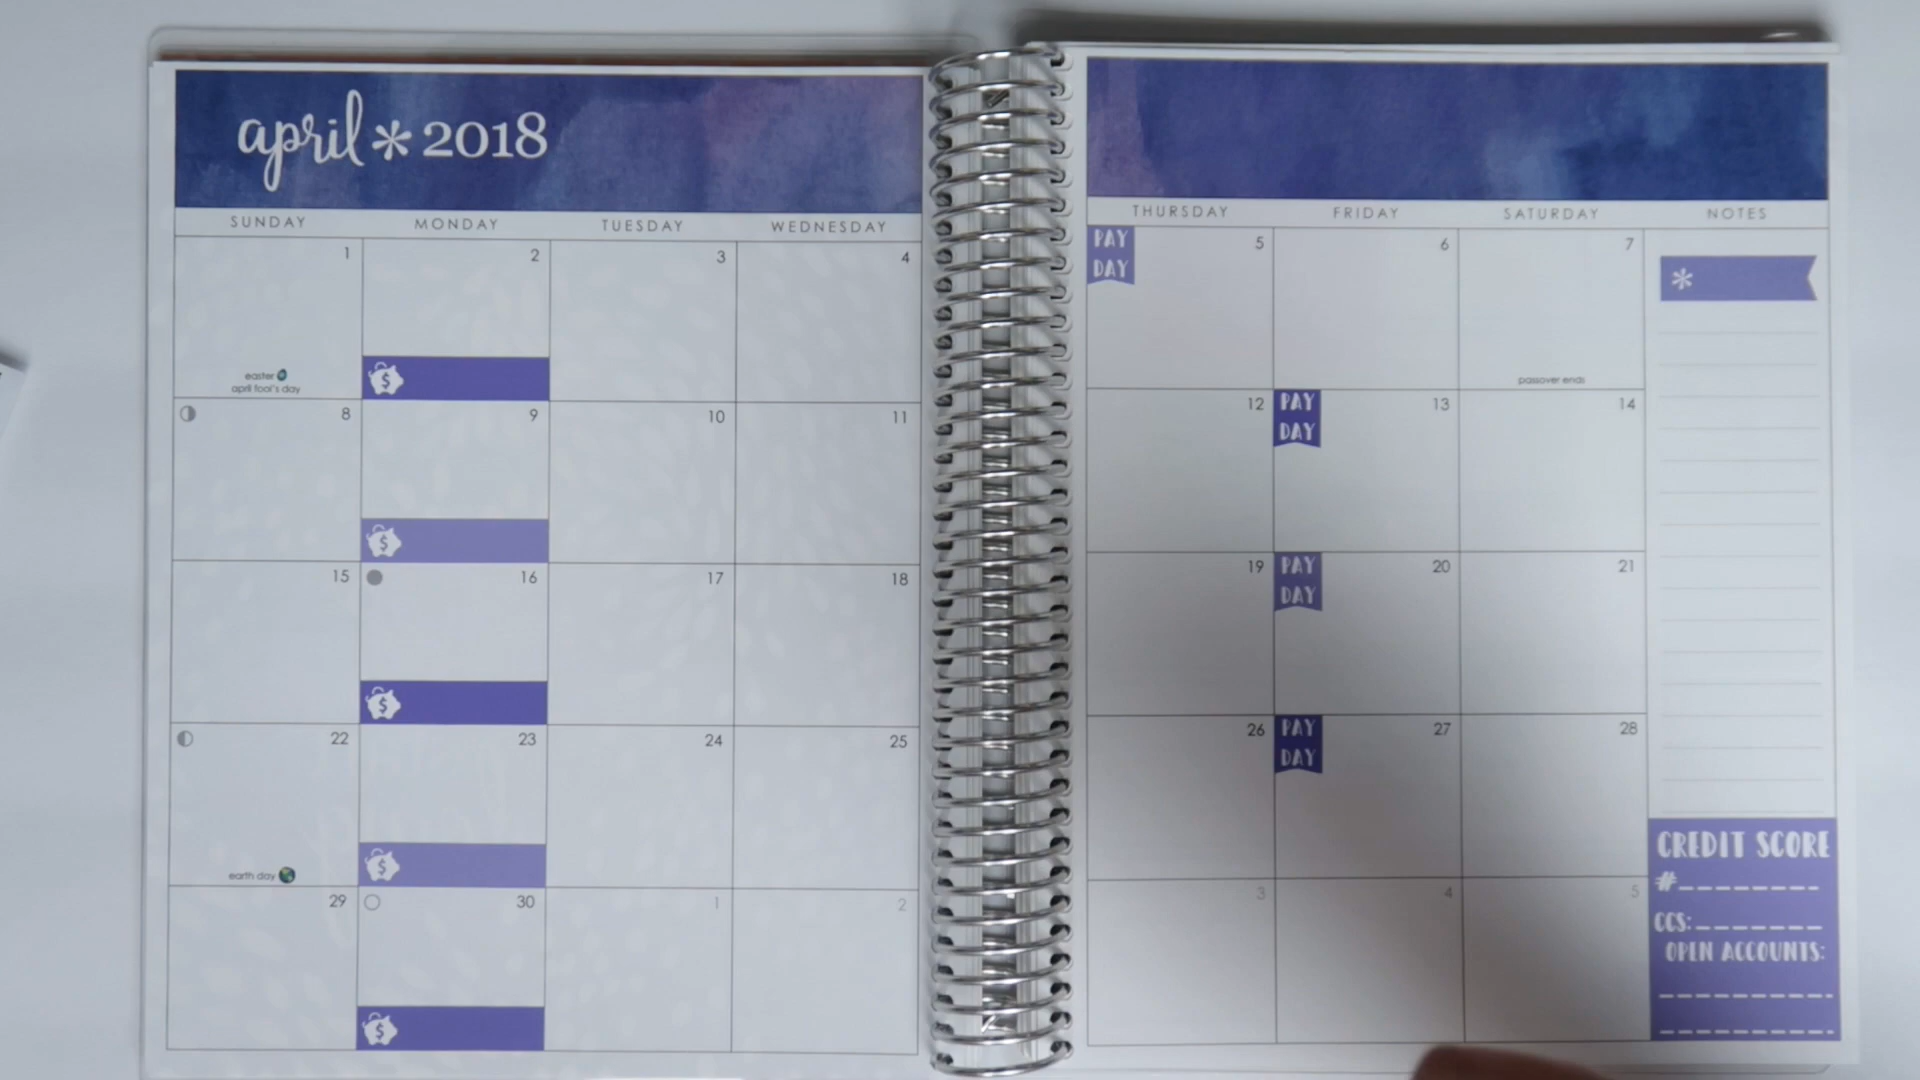 april * 2018
SUNDAY MONDAY TUESDAY WEDNESDAY THURSDAY FRIDAY SATURDAY NOTES
1 2 3 4 PAY DAY 5 6 7
$
easter
april fool's day
passover ends
*
8 9 10 11 12 PAY DAY 13 14
$
15 16 17 18 19 PAY DAY 20 21
$
22 23 24 25 26 PAY DAY 27 28
$
earth day
29 30 1 2 3 4 5
$
CREDIT SCORE
#
CCS:
OPEN ACCOUNTS: